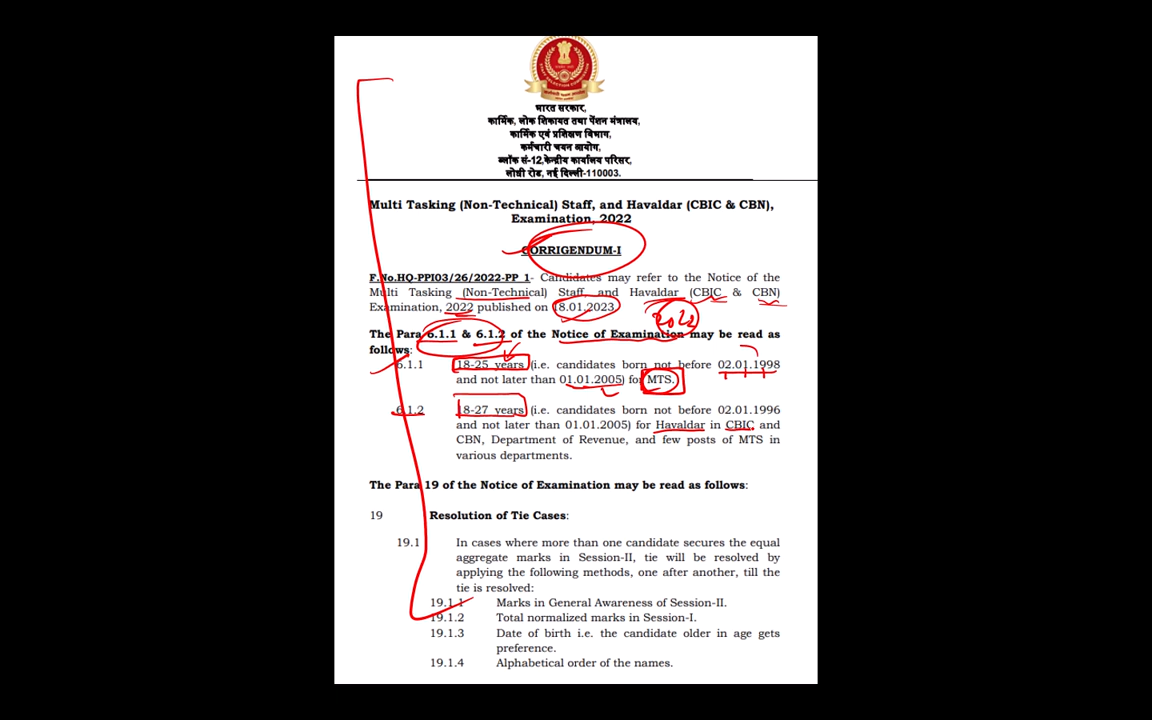 भारत सरकार,
कार्मिक, लोक शिकायत तथा पेंशन मंत्रालय,
कार्मिक एवं प्रशिक्षण विभाग,
कर्मचारी चयन आयोग,
ब्लॉक सं-12,केन्द्रीय कार्यालय परिसर,
लोधी रोड, नई दिल्ली-110003.
Multi Tasking (Non-Technical) Staff, and Havaldar (CBIC & CBN),
Examination, 2022
CORRIGENDUM-I
F.No.HQ-PPI03/26/2022-PP_1- Candidates may refer to the Notice of the
Multi Tasking (Non-Technical) Staff, and Havaldar (CBIC & CBN)
Examination, 2022 published on 18.01.2023.
2022
The Para 6.1.1 & 6.1.2 of the Notice of Examination may be read as
follows:
6.1.1 18-25 years (i.e. candidates born not before 02.01.1998
and not later than 01.01.2005) for MTS.
6.1.2 18-27 years (i.e. candidates born not before 02.01.1996
and not later than 01.01.2005) for Havaldar in CBIC and
CBN, Department of Revenue, and few posts of MTS in
various departments.
The Para 19 of the Notice of Examination may be read as follows:
19 Resolution of Tie Cases:
19.1 In cases where more than one candidate secures the equal
aggregate marks in Session-II, tie will be resolved by
applying the following methods, one after another, till the
tie is resolved:
19.1.1 Marks in General Awareness of Session-II.
19.1.2 Total normalized marks in Session-I.
19.1.3 Date of birth i.e. the candidate older in age gets
preference.
19.1.4 Alphabetical order of the names.